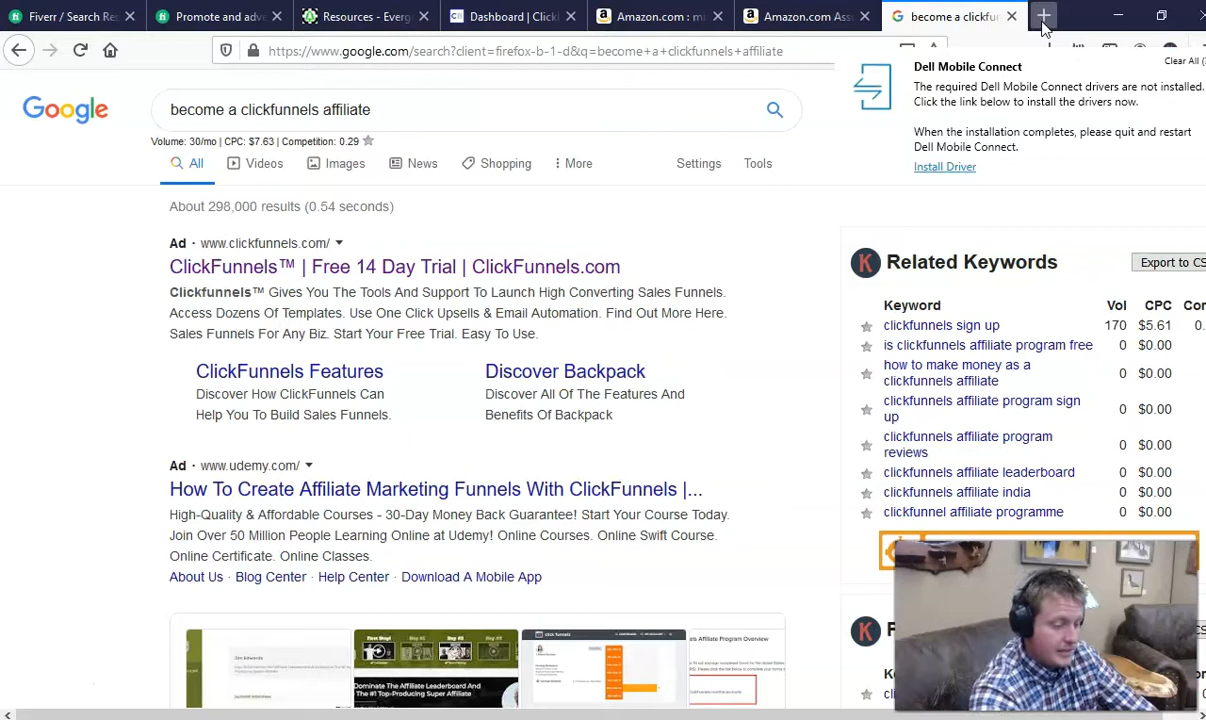 Fiverr / Search Res
Promote and adve
Resources - Everg
Dashboard | Click
Amazon.com : m
Amazon.com Ass
become a clickfun
https://www.google.com/search?client=firefox-b-1-d&q=become+a+clickfunnels+affiliate
Dell Mobile Connect
Clear All (
The required Dell Mobile Connect drivers are not installed.
Click the link below to install the drivers now.
When the installation completes, please quit and restart
Dell Mobile Connect.
Install Driver
Google
become a clickfunnels affiliate
Volume: 30/mo | CPC: $7.63 | Competition: 0.29
All
Videos
Images
News
Shopping
More
Settings
Tools
About 298,000 results (0.54 seconds)
Ad · www.clickfunnels.com/
ClickFunnels™ | Free 14 Day Trial | ClickFunnels.com
Clickfunnels™ Gives You The Tools And Support To Launch High Converting Sales Funnels.
Access Dozens Of Templates. Use One Click Upsells & Email Automation. Find Out More Here.
Sales Funnels For Any Biz. Start Your Free Trial. Easy To Use.
ClickFunnels Features
Discover How ClickFunnels Can
Help You To Build Sales Funnels.
Discover Backpack
Discover All Of The Features And
Benefits Of Backpack
Ad · www.udemy.com/
How To Create Affiliate Marketing Funnels With ClickFunnels |...
High-Quality & Affordable Courses - 30-Day Money Back Guarantee! Start Your Course Today.
Join Over 50 Million People Learning Online at Udemy! Online Courses. Online Swift Course.
Online Certificate. Online Classes.
About Us · Blog Center · Help Center · Download A Mobile App
K
Related Keywords
Export to CS
Keyword Vol CPC Con
clickfunnels sign up 170 $5.61 0.
is clickfunnels affiliate program free 0 $0.00
how to make money as a
clickfunnels affiliate 0 $0.00
clickfunnels affiliate program sign
up 0 $0.00
clickfunnels affiliate program
reviews 0 $0.00
clickfunnels affiliate leaderboard 0 $0.00
clickfunnels affiliate india 0 $0.00
clickfunnel affiliate programme 0 $0.00
K